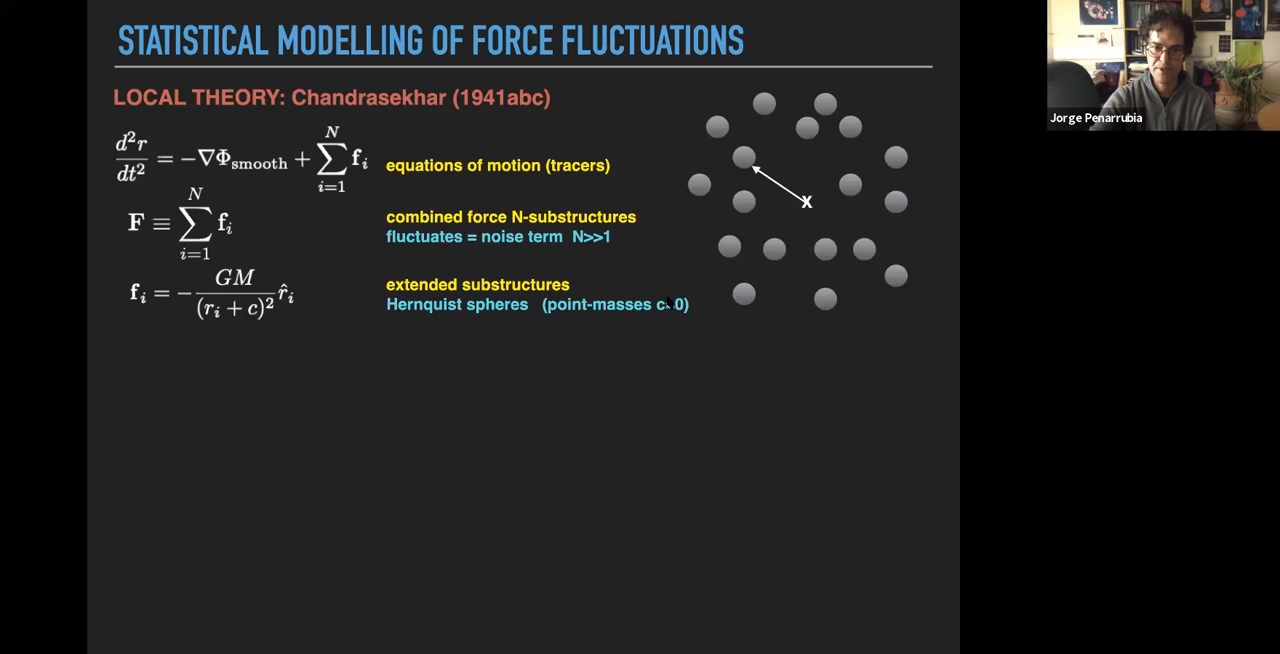 STATISTICAL MODELLING OF FORCE FLUCTUATIONS
LOCAL THEORY: Chandrasekhar (1941abc)
d²r/dt² = −∇Φ_smooth + ∑_{i=1}^{N} f_i
equations of motion (tracers)
F ≡ ∑_{i=1}^{N} f_i
combined force N-substructures
fluctuates = noise term N>>1
f_i = − GM/(r_i + c)² r̂_i
extended substructures
Hernquist spheres (point-masses c=0)
x
Jorge Penarrubia